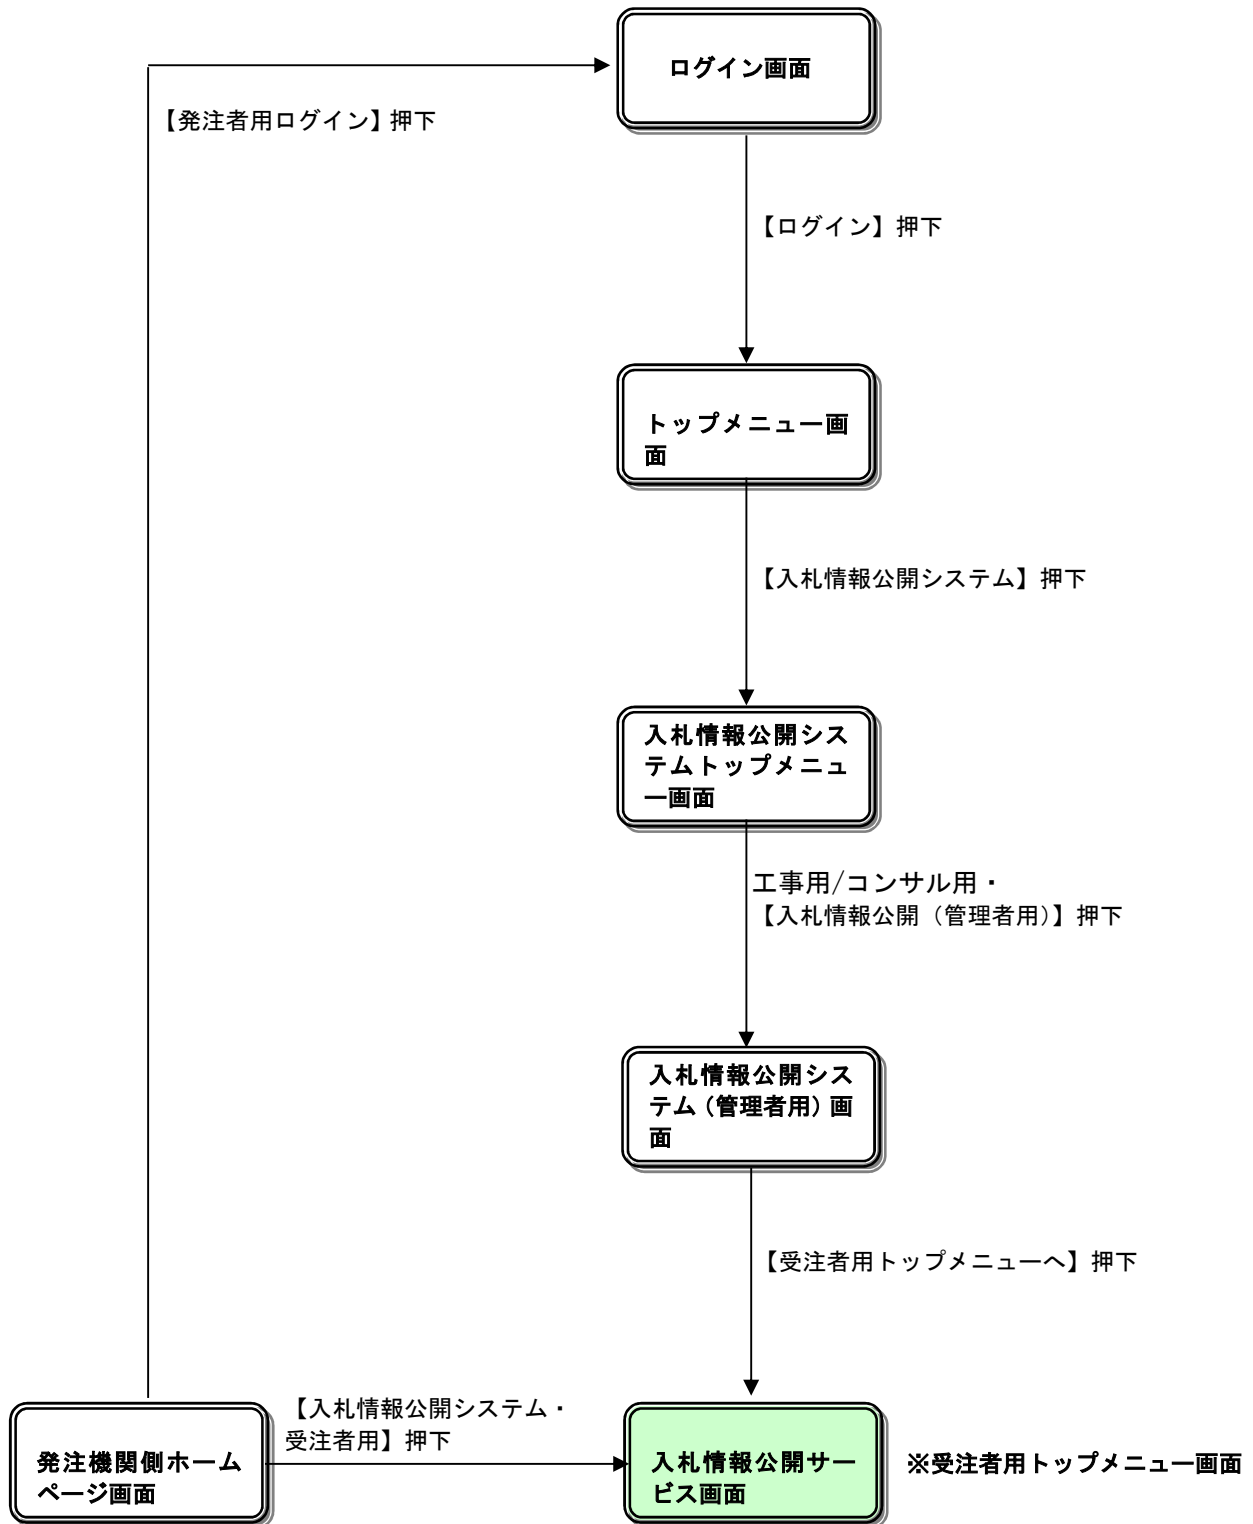 ログイン画面
【発注者用ログイン】押下
【ログイン】押下
トップメニュー画
面
【入札情報公開システム】押下
入札情報公開シス
テムトップメニュ
ー画面
工事用/コンサル用・
【入札情報公開（管理者用）】押下
入札情報公開シス
テム（管理者用）画
面
【受注者用トップメニューへ】押下
【入札情報公開システム・
受注者用】押下
発注機関側ホーム
ページ画面
入札情報公開サー
ビス画面
※受注者用トップメニュー画面